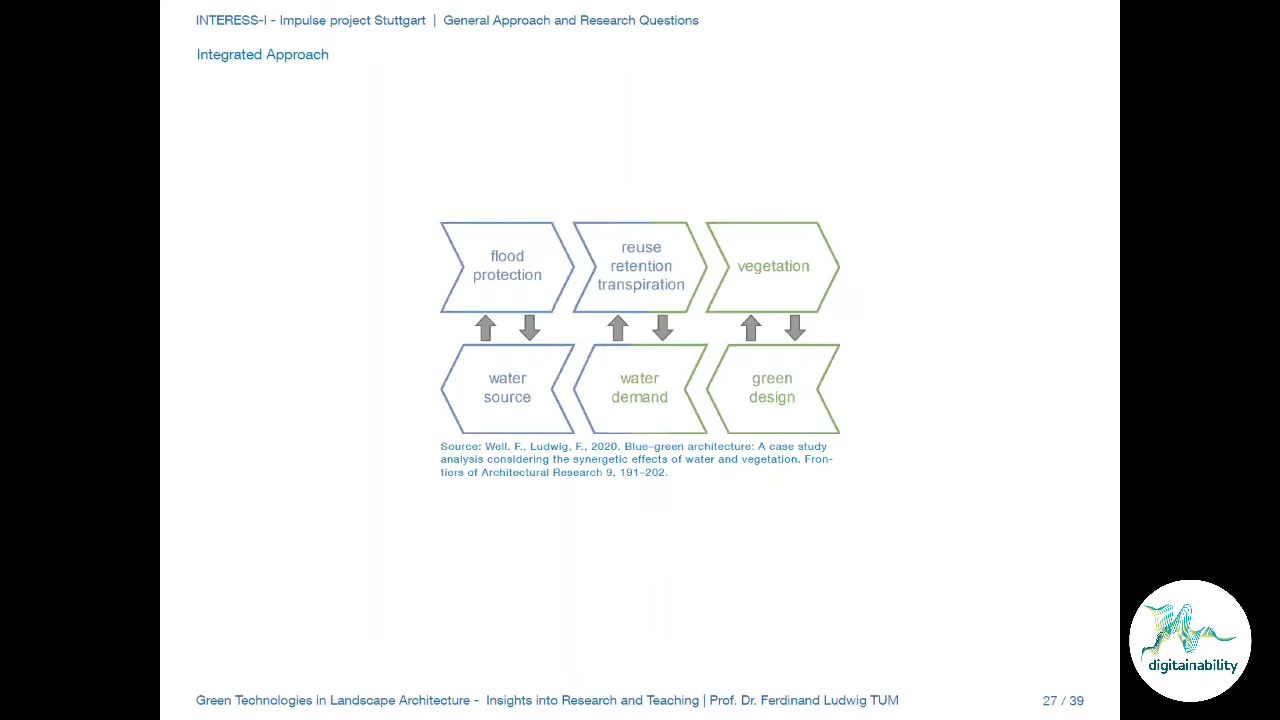 INTERESS-I - Impulse project Stuttgart | General Approach and Research Questions
Integrated Approach
flood
protection
reuse
retention
transpiration
vegetation
water
source
water
demand
green
design
Source: Well, F., Ludwig, F., 2020. Blue–green architecture: A case study
analysis considering the synergetic effects of water and vegetation. Fron-
tiers of Architectural Research 9, 191–202.
digitainability
Green Technologies in Landscape Architecture - Insights into Research and Teaching | Prof. Dr. Ferdinand Ludwig TUM
27 / 39